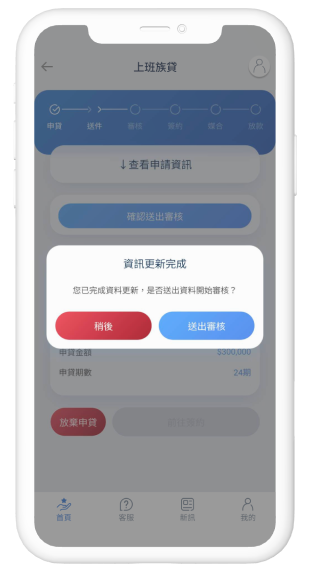 上班族貸
申貸 送件 審核 簽約 媒合 撥款
↓查看申請資訊
確認送出審核
資訊更新完成
您已完成資料更新，是否送出資料開始審核？
稍後 送出審核
申貸金額 $300,000
申貸期數 24期
放棄申貸
首頁 客服 帳務 我的